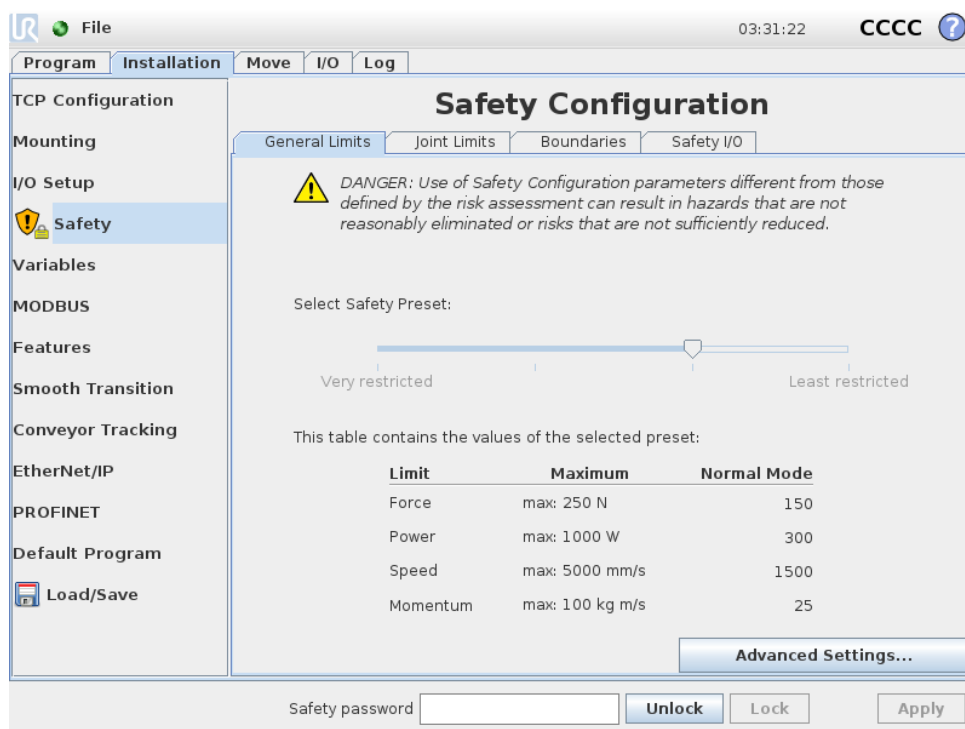 UR File 03:31:22 CCCC ?
Program Installation Move I/O Log
TCP Configuration
Mounting
I/O Setup
Safety
Variables
MODBUS
Features
Smooth Transition
Conveyor Tracking
EtherNet/IP
PROFINET
Default Program
Load/Save
Safety Configuration
General Limits Joint Limits Boundaries Safety I/O
DANGER: Use of Safety Configuration parameters different from those
defined by the risk assessment can result in hazards that are not
reasonably eliminated or risks that are not sufficiently reduced.
Select Safety Preset:
Very restricted Least restricted
This table contains the values of the selected preset:
Limit Maximum Normal Mode
Force max: 250 N 150
Power max: 1000 W 300
Speed max: 5000 mm/s 1500
Momentum max: 100 kg m/s 25
Advanced Settings...
Safety password Unlock Lock Apply